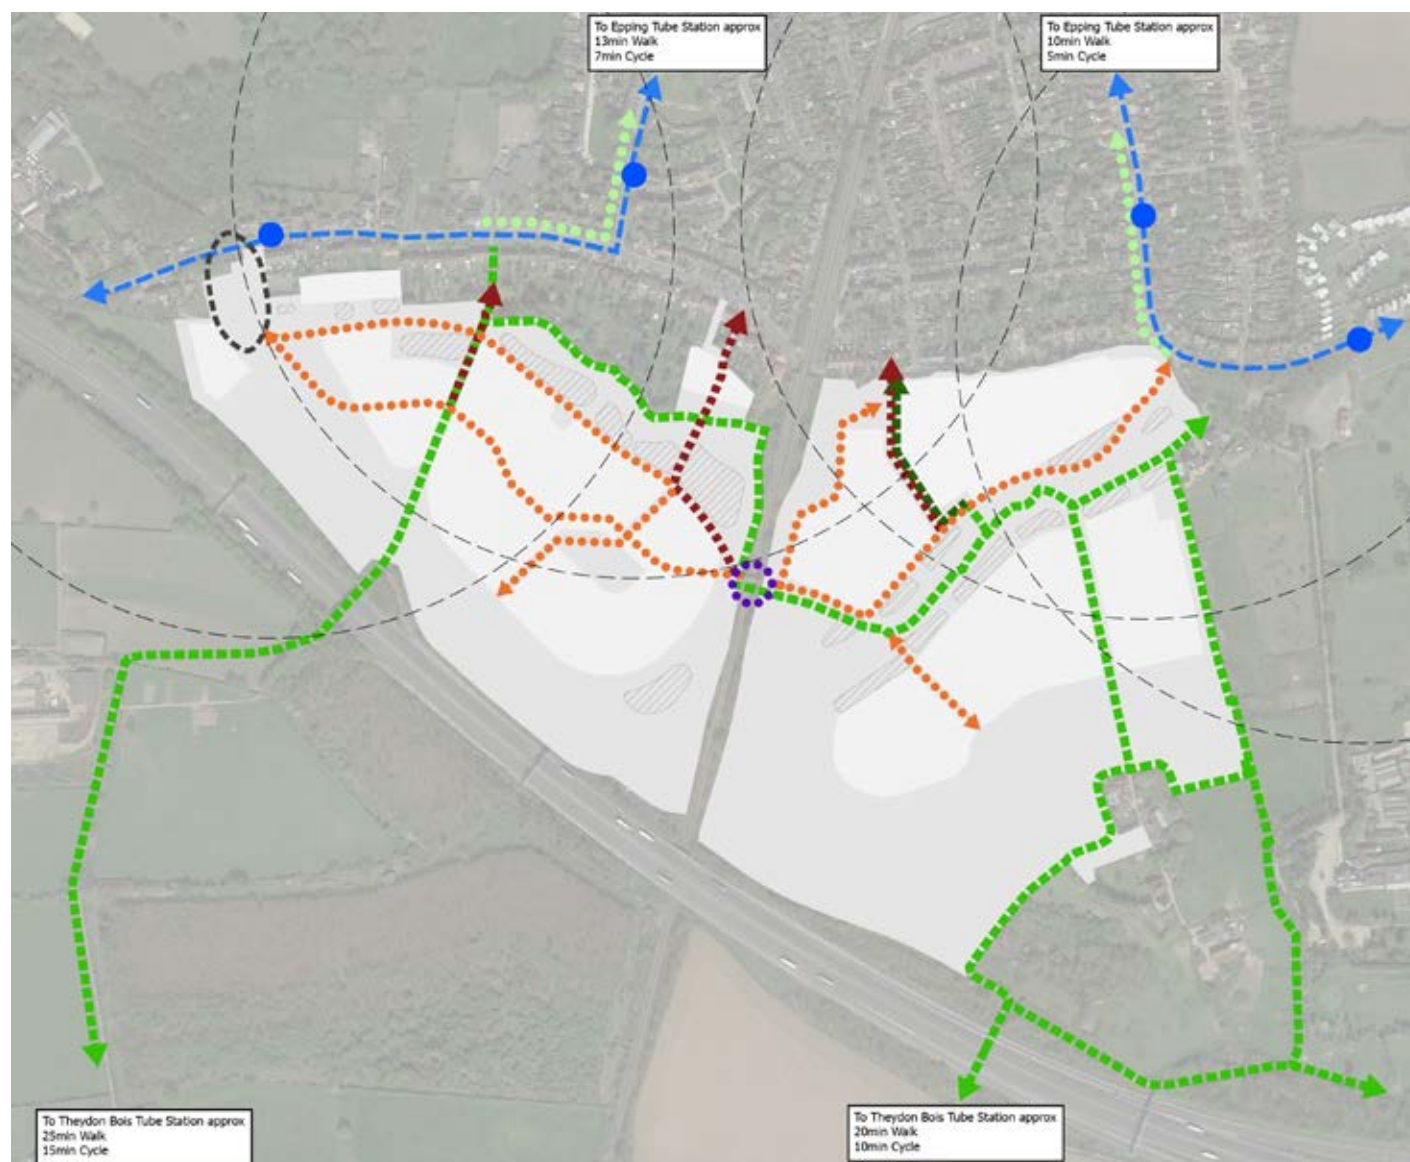 To Epping Tube Station approx
13min Walk
7min Cycle
To Epping Tube Station approx
10min Walk
5min Cycle
To Theydon Bois Tube Station approx
25min Walk
15min Cycle
To Theydon Bois Tube Station approx
20min Walk
10min Cycle